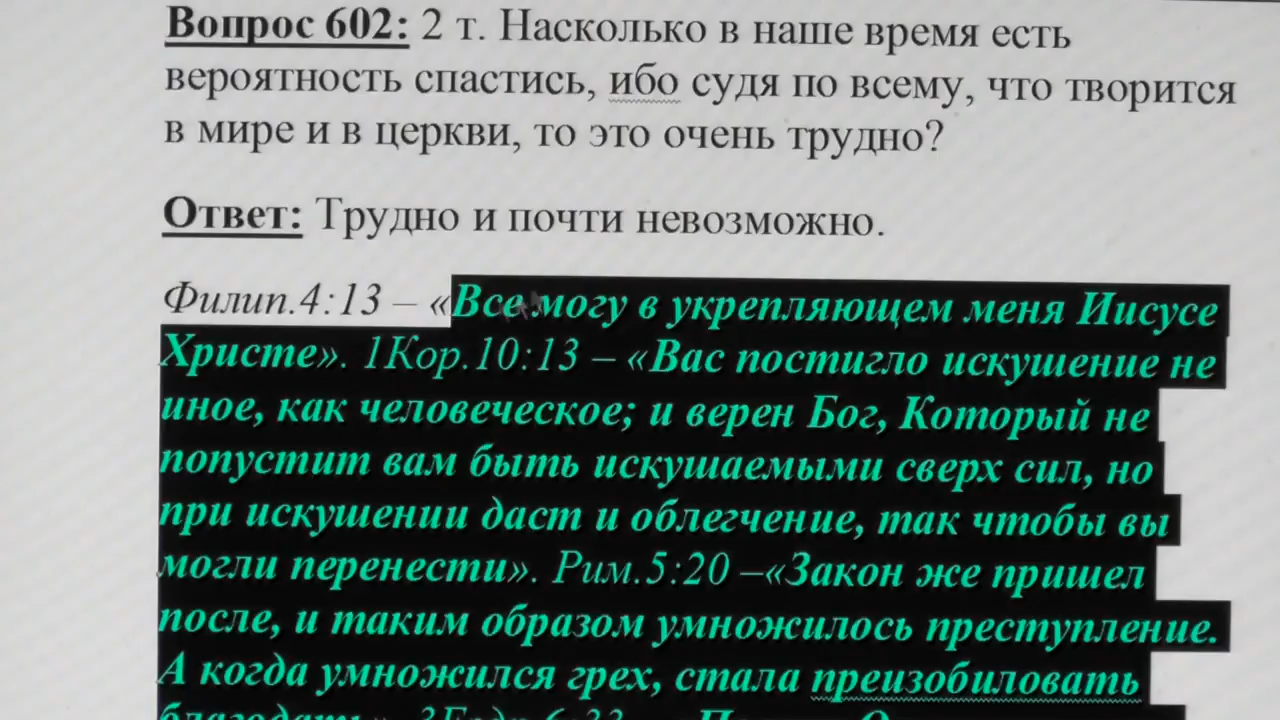 Вопрос 602: 2 т. Насколько в наше время есть
вероятность спастись, ибо судя по всему, что творится
в мире и в церкви, то это очень трудно?
Ответ: Трудно и почти невозможно.
Филип.4:13 – «Все могу в укрепляющем меня Иисусе
Христе». 1Кор.10:13 – «Вас постигло искушение не
иное, как человеческое; и верен Бог, Который не
попустит вам быть искушаемыми сверх сил, но
при искушении даст и облегчение, так чтобы вы
могли перенести». Рим.5:20 –«Закон же пришел
после, и таким образом умножилось преступление.
А когда умножился грех, стала преизобиловать